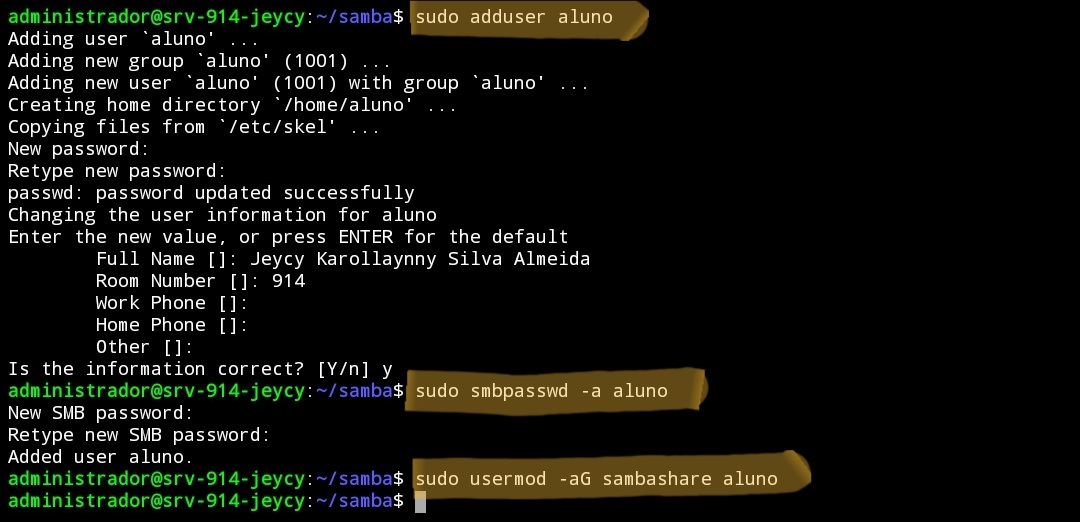 administrador@srv-914-jeycy:~/samba$ sudo adduser aluno
Adding user `aluno' ...
Adding new group `aluno' (1001) ...
Adding new user `aluno' (1001) with group `aluno' ...
Creating home directory `/home/aluno' ...
Copying files from `/etc/skel' ...
New password:
Retype new password:
passwd: password updated successfully
Changing the user information for aluno
Enter the new value, or press ENTER for the default
        Full Name []: Jeycy Karollaynny Silva Almeida
        Room Number []: 914
        Work Phone []:
        Home Phone []:
        Other []:
Is the information correct? [Y/n] y
administrador@srv-914-jeycy:~/samba$ sudo smbpasswd -a aluno
New SMB password:
Retype new SMB password:
Added user aluno.
administrador@srv-914-jeycy:~/samba$ sudo usermod -aG sambashare aluno
administrador@srv-914-jeycy:~/samba$